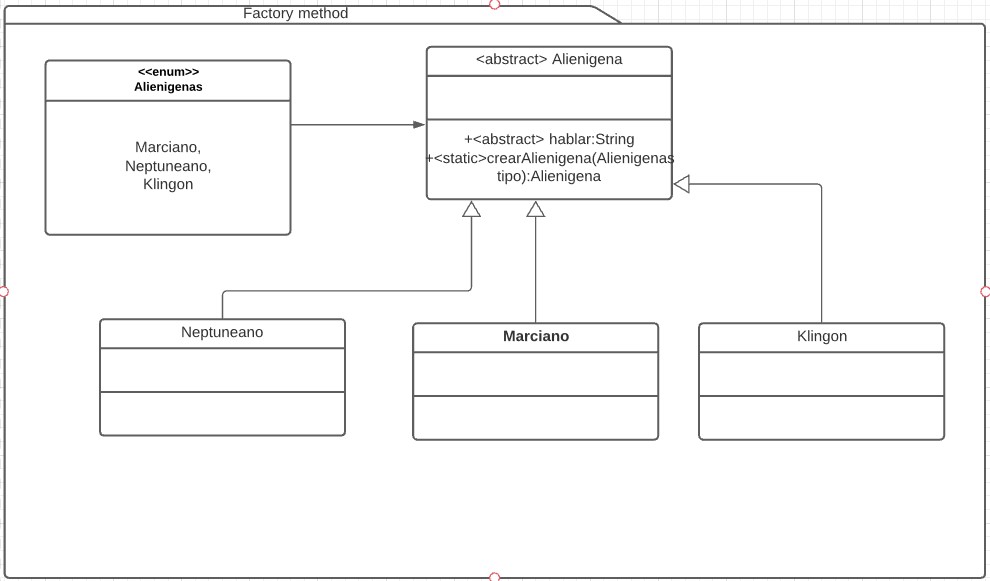 Factory method
<<enum>>
Alienigenas
Marciano,
Neptuneano,
Klingon
<abstract> Alienigena
+<abstract> hablar:String
+<static>crearAlienigena(Alienigenas
tipo):Alienigena
Neptuneano
Marciano
Klingon